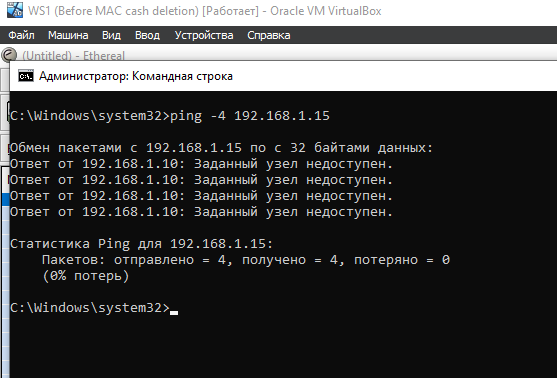 WS1 (Before MAC cash deletion) [Работает] - Oracle VM VirtualBox
Файл Машина Вид Ввод Устройства Справка
(Untitled) - Ethereal
Администратор: Командная строка
C:\Windows\system32>ping -4 192.168.1.15
Обмен пакетами с 192.168.1.15 по с 32 байтами данных:
Ответ от 192.168.1.10: Заданный узел недоступен.
Ответ от 192.168.1.10: Заданный узел недоступен.
Ответ от 192.168.1.10: Заданный узел недоступен.
Ответ от 192.168.1.10: Заданный узел недоступен.
Статистика Ping для 192.168.1.15:
Пакетов: отправлено = 4, получено = 4, потеряно = 0
(0% потерь)
C:\Windows\system32>